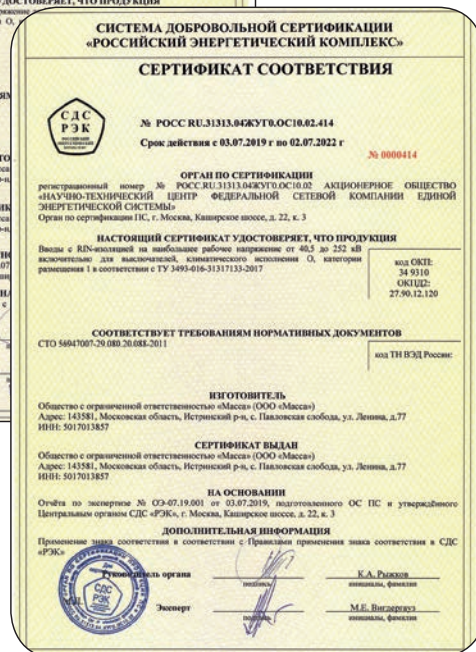 СИСТЕМА ДОБРОВОЛЬНОЙ СЕРТИФИКАЦИИ
«РОССИЙСКИЙ ЭНЕРГЕТИЧЕСКИЙ КОМПЛЕКС»
СЕРТИФИКАТ СООТВЕТСТВИЯ
СДС
РЭК
№ РОСС RU.31313.04ЖУГ0.ОС10.02.414
Срок действия с 03.07.2019 г по 02.07.2022 г
№ 0000414
ОРГАН ПО СЕРТИФИКАЦИИ
регистрационный номер № РОСС.RU.31313.04ЖУГ0.ОС10.02 АКЦИОНЕРНОЕ ОБЩЕСТВО
«НАУЧНО-ТЕХНИЧЕСКИЙ ЦЕНТР ФЕДЕРАЛЬНОЙ СЕТЕВОЙ КОМПАНИИ ЕДИНОЙ
ЭНЕРГЕТИЧЕСКОЙ СИСТЕМЫ»
Орган по сертификации ПС, г. Москва, Каширское шоссе, д. 22, к. 3
НАСТОЯЩИЙ СЕРТИФИКАТ УДОСТОВЕРЯЕТ, ЧТО ПРОДУКЦИЯ
Вводы с RIN-изоляцией на наибольшее рабочее напряжение от 40,5 до 252 кВ
включительно для выключателей, климатического исполнения О, категории
размещения 1 в соответствии с ТУ 3493-016-31317133-2017
код ОКП:
34 9310
ОКПД2:
27.90.12.120
СООТВЕТСТВУЕТ ТРЕБОВАНИЯМ НОРМАТИВНЫХ ДОКУМЕНТОВ
СТО 56947007-29.080.20.088-2011
код ТН ВЭД России:
ИЗГОТОВИТЕЛЬ
Общество с ограниченной ответственностью «Масса» (ООО «Масса»)
Адрес: 143581, Московская область, Истринский р-н, с. Павловская слобода, ул. Ленина, д.77
ИНН: 5017013857
СЕРТИФИКАТ ВЫДАН
Общество с ограниченной ответственностью «Масса» (ООО «Масса»)
Адрес: 143581, Московская область, Истринский р-н, с. Павловская слобода, ул. Ленина, д.77
ИНН: 5017013857
НА ОСНОВАНИИ
Отчёта по экспертизе № ОЭ-07.19.001 от 03.07.2019, подготовленного ОС ПС и утверждённого
Центральным органом СДС «РЭК», г. Москва, Каширское шоссе, д. 22, к. 3
ДОПОЛНИТЕЛЬНАЯ ИНФОРМАЦИЯ
Применение знака соответствия в соответствии с Правилами применения знака соответствия в СДС
«РЭК»
Руководитель органа
подпись
К.А. Рыжков
инициалы, фамилия
Эксперт
подпись
М.Е. Вигдергауз
инициалы, фамилия
СДС
РЭК